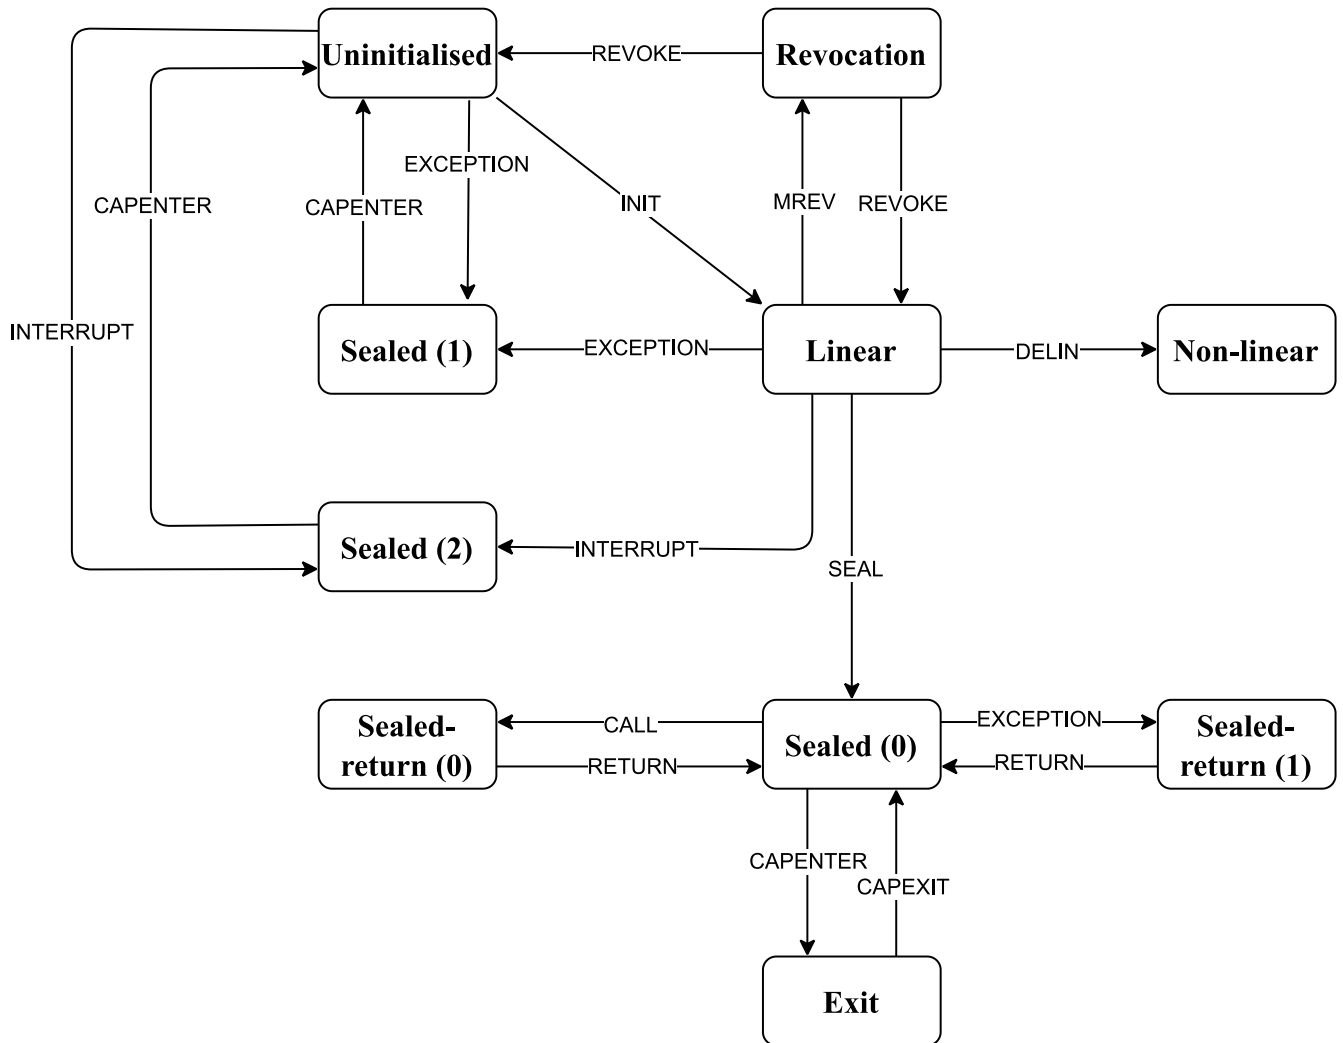 Uninitialised
REVOKE
Revocation
EXCEPTION
CAPENTER
CAPENTER
INIT
MREV
REVOKE
INTERRUPT
Sealed (1)
EXCEPTION
Linear
DELIN
Non-linear
Sealed (2)
INTERRUPT
SEAL
Sealed-
return (0)
CALL
RETURN
Sealed (0)
EXCEPTION
RETURN
Sealed-
return (1)
CAPENTER
CAPEXIT
Exit